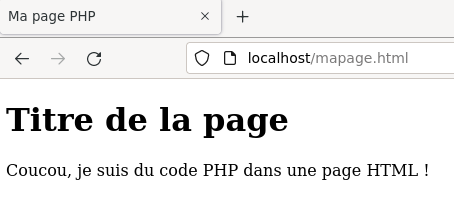 Ma page PHP
localhost/mapage.html
Titre de la page
Coucou, je suis du code PHP dans une page HTML !